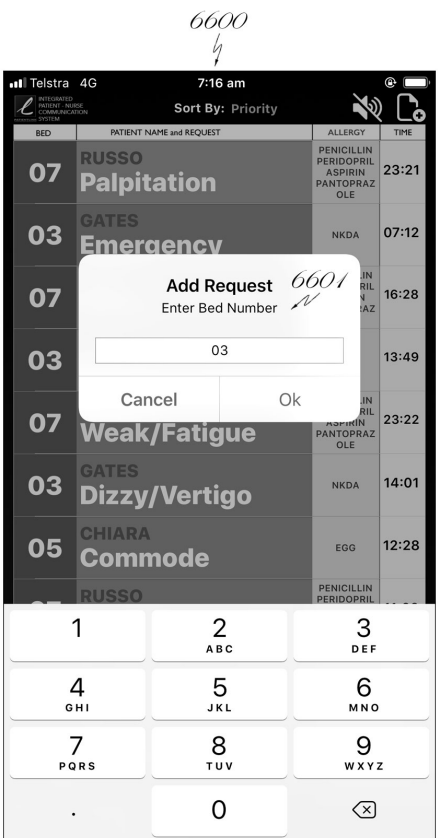 6600
Telstra 4G 7:16 am
INTEGRATED
PATIENT - NURSE
COMMUNICATION
SYSTEM
Sort By: Priority
BED PATIENT NAME and REQUEST ALLERGY TIME
07 RUSSO
Palpitation
PENICILLIN
PERIDOPRIL
ASPIRIN
PANTOPRAZ
OLE
23:21
03 GATES
Emergency
NKDA 07:12
Add Request 6601
Enter Bed Number
03
Cancel Ok
07 16:28
03 13:49
07 Weak/Fatigue
ASPIRIN
PANTOPRAZ
OLE
23:22
03 GATES
Dizzy/Vertigo
NKDA 14:01
05 CHIARA
Commode
EGG 12:28
RUSSO
PENICILLIN
PERIDOPRIL
1 2 3
ABC DEF
4 5 6
GHI JKL MNO
7 8 9
PQRS TUV WXYZ
. 0